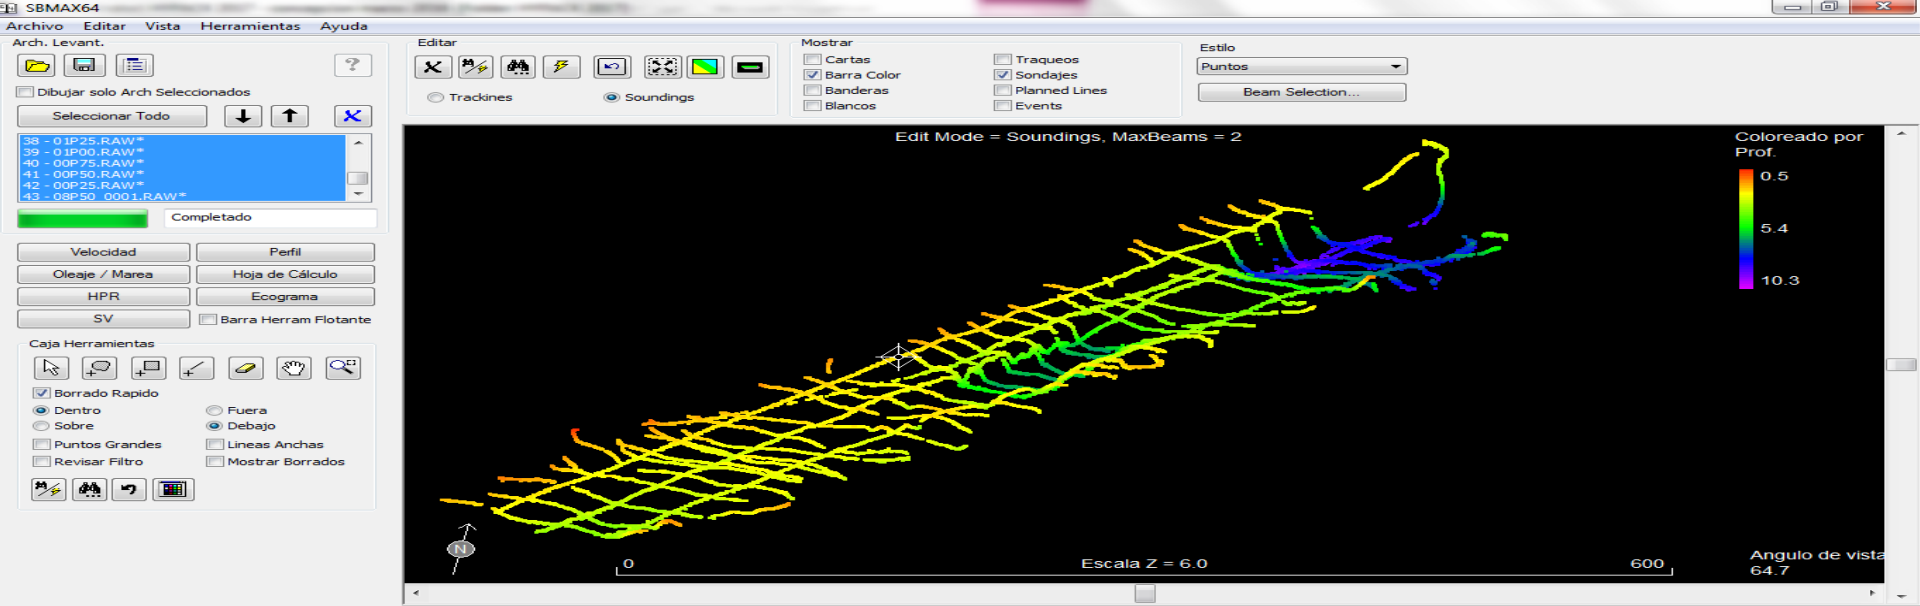 SBMAX64
Archivo Editar Vista Herramientas Ayuda
Arch. Levant.
?
Dibujar solo Arch Seleccionados
Seleccionar Todo
38 - 01P25.RAW*
39 - 01P00.RAW*
40 - 00P75.RAW*
41 - 00P50.RAW*
42 - 00P25.RAW*
43 - 08P50_0001.RAW*
Completado
Velocidad Perfil
Oleaje / Marea Hoja de Cálculo
HPR Ecograma
SV Barra Herram Flotante
Caja Herramientas
Borrado Rapido
Dentro Fuera
Sobre Debajo
Puntos Grandes Lineas Anchas
Revisar Filtro Mostrar Borrados
Editar
Trackines Soundings
Mostrar
Cartas Traqueos
Barra Color Sondajes
Banderas Planned Lines
Blancos Events
Estilo
Puntos
Beam Selection...
Edit Mode = Soundings, MaxBeams = 2
Coloreado por
Prof.
0.5
5.4
10.3
N
0 Escala Z = 6.0 600
Angulo de vista
64.7